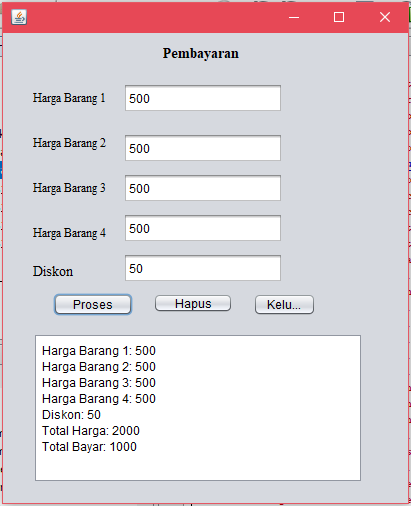 Pembayaran
Harga Barang 1 500
Harga Barang 2 500
Harga Barang 3 500
Harga Barang 4 500
Diskon 50
Proses Hapus Kelu...
Harga Barang 1: 500
Harga Barang 2: 500
Harga Barang 3: 500
Harga Barang 4: 500
Diskon: 50
Total Harga: 2000
Total Bayar: 1000